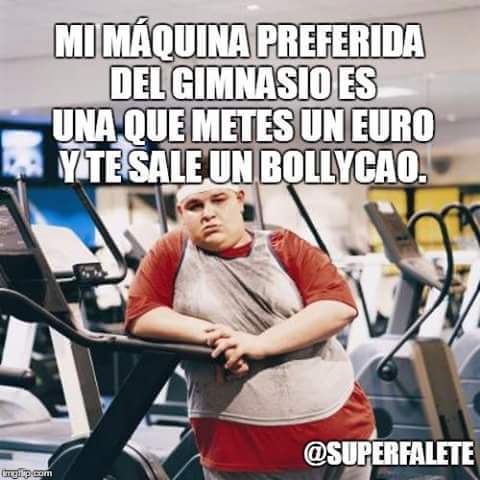 MI MÁQUINA PREFERIDA
DEL GIMNASIO ES
UNA QUE METES UN EURO
Y TE SALE UN BOLLYCAO.
@SUPERFALETE
imgflip.com